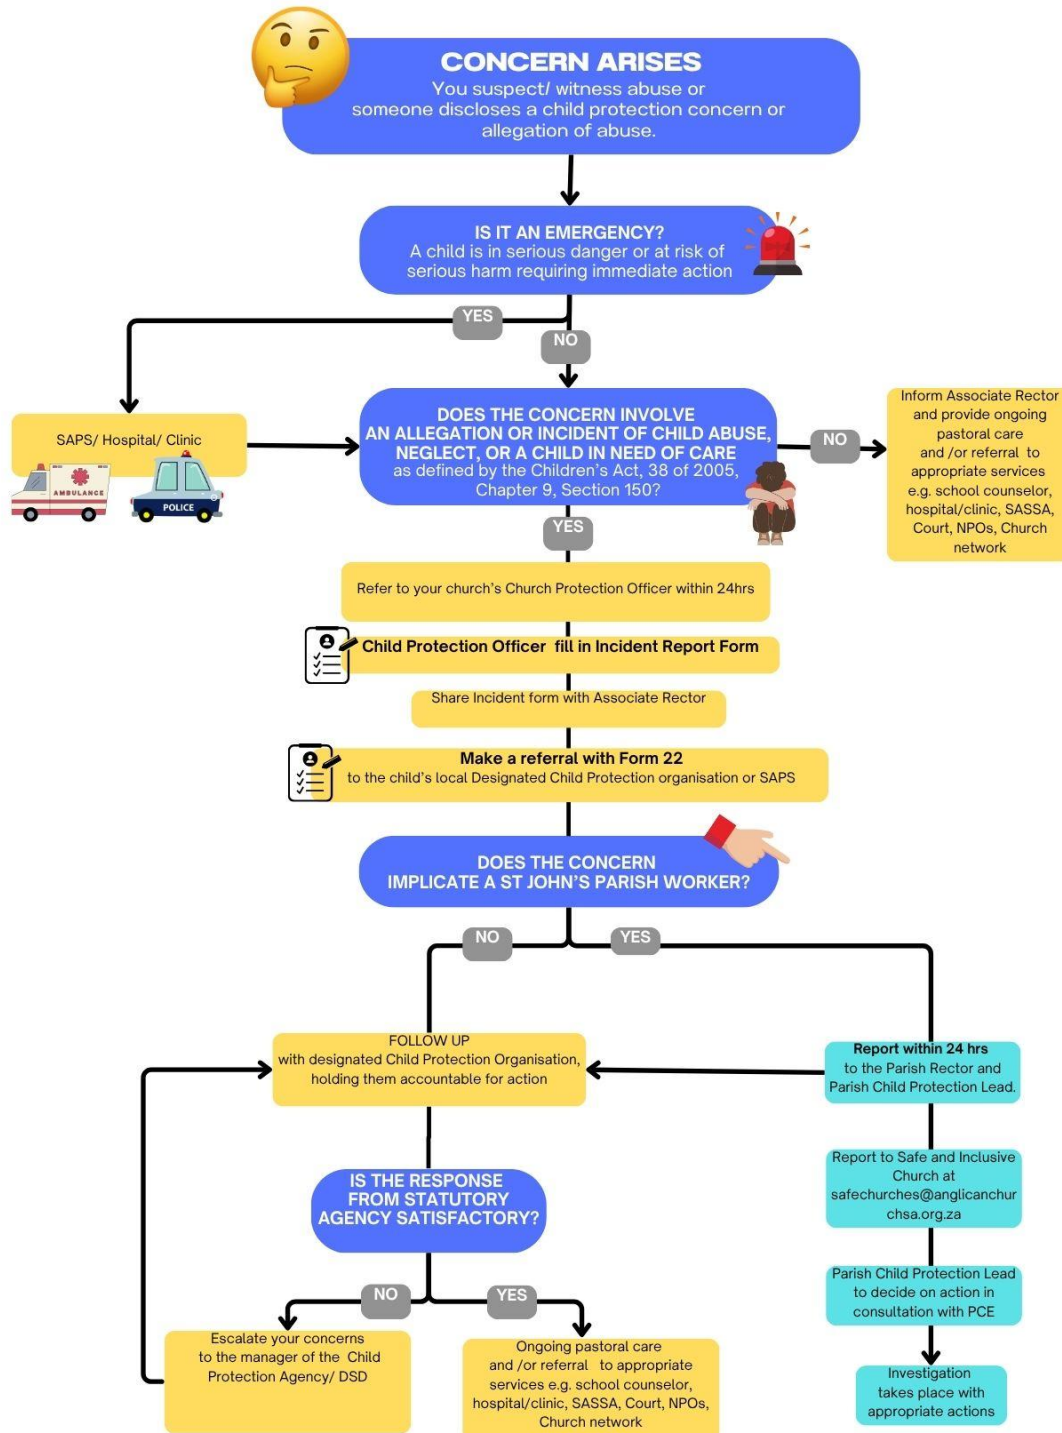 CONCERN ARISES
You suspect/ witness abuse or
someone discloses a child protection concern or
allegation of abuse.
IS IT AN EMERGENCY?
A child is in serious danger or at risk of
serious harm requiring immediate action
YES
NO
SAPS/ Hospital/ Clinic
AMBULANCE
POLICE
DOES THE CONCERN INVOLVE
AN ALLEGATION OR INCIDENT OF CHILD ABUSE,
NEGLECT, OR A CHILD IN NEED OF CARE
as defined by the Children's Act, 38 of 2005,
Chapter 9, Section 150?
NO
Inform Associate Rector
and provide ongoing
pastoral care
and /or referral to
appropriate services
e.g. school counselor,
hospital/clinic, SASSA,
Court, NPOs, Church
network
YES
Refer to your church's Church Protection Officer within 24hrs
Child Protection Officer fill in Incident Report Form
Share Incident form with Associate Rector
Make a referral with Form 22
to the child's local Designated Child Protection organisation or SAPS
DOES THE CONCERN
IMPLICATE A ST JOHN'S PARISH WORKER?
NO
YES
FOLLOW UP
with designated Child Protection Organisation,
holding them accountable for action
Report within 24 hrs
to the Parish Rector and
Parish Child Protection Lead.
IS THE RESPONSE
FROM STATUTORY
AGENCY SATISFACTORY?
Report to Safe and Inclusive
Church at
safechurches@anglicanchur
chsa.org.za
NO
YES
Parish Child Protection Lead
to decide on action in
consultation with PCE
Escalate your concerns
to the manager of the Child
Protection Agency/ DSD
Ongoing pastoral care
and /or referral to appropriate
services e.g. school counselor,
hospital/clinic, SASSA, Court, NPOs,
Church network
Investigation
takes place with
appropriate actions